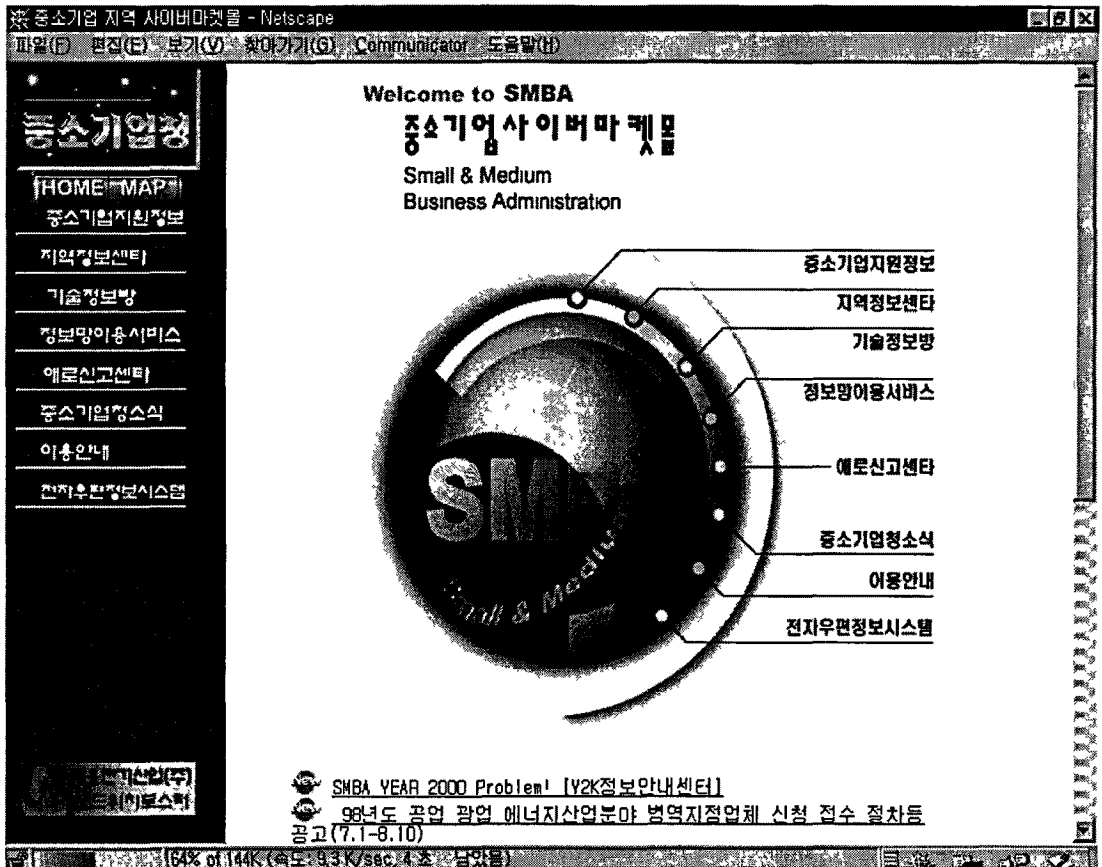 중소기업 지역 사이버마켓몰 - Netscape
파일(F) 편집(E) 보기(V) 찾아가기(G) Communicator 도움말(H)
중소기업청
HOME MAP
중소기업지원정보
지역정보센타
기술정보방
정보망이용서비스
애로신고센타
중소기업청소식
이용안내
전자우편정보시스템
Welcome to SMBA
중소기업사이버마켓몰
Small & Medium
Business Administration
중소기업지원정보
지역정보센타
기술정보방
정보망이용서비스
애로신고센타
중소기업청소식
이용안내
전자우편정보시스템
SM
Small & Mediu
SMBA YEAR 2000 Problem! [Y2K정보안내센터]
98년도 공업 광업 에너지산업분야 병역지정업체 신청 접수 절차등
공고(7.1-8.10)
64% of 144K (속도: 9.3 K/sec, 4 초 남았음)